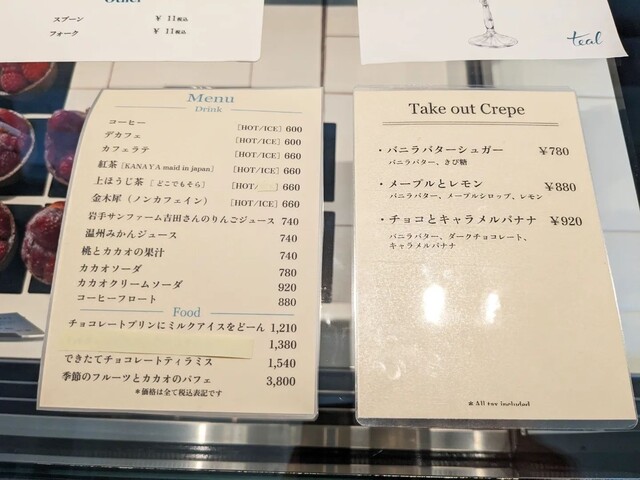 Other
スプーン ¥ 11税込
フォーク ¥ 11税込
teal
Menu
Drink
コーヒー [HOT/ICE] 600
デカフェ [HOT/ICE] 600
カフェラテ [HOT/ICE] 660
紅茶 [KANAYA maid in japan] [HOT/ICE] 660
上ほうじ茶 [どこでもそら] [HOT/ ] 660
金木犀（ノンカフェイン） [HOT/ICE] 660
岩手サンファーム吉田さんのりんごジュース 740
温州みかんジュース 740
桃とカカオの果汁 740
カカオソーダ 780
カカオクリームソーダ 920
コーヒーフロート 880
Food
チョコレートプリンにミルクアイスをどーん 1,210
1,380
できたてチョコレートティラミス 1,540
季節のフルーツとカカオのパフェ 3,800
＊価格は全て税込表記です
Take out Crepe
・バニラバターシュガー ¥780
バニラバター、きび糖
・メープルとレモン ¥880
バニラバター、メープルシロップ、レモン
・チョコとキャラメルバナナ ¥920
バニラバター、ダークチョコレート、
キャラメルバナナ
＊All tax included